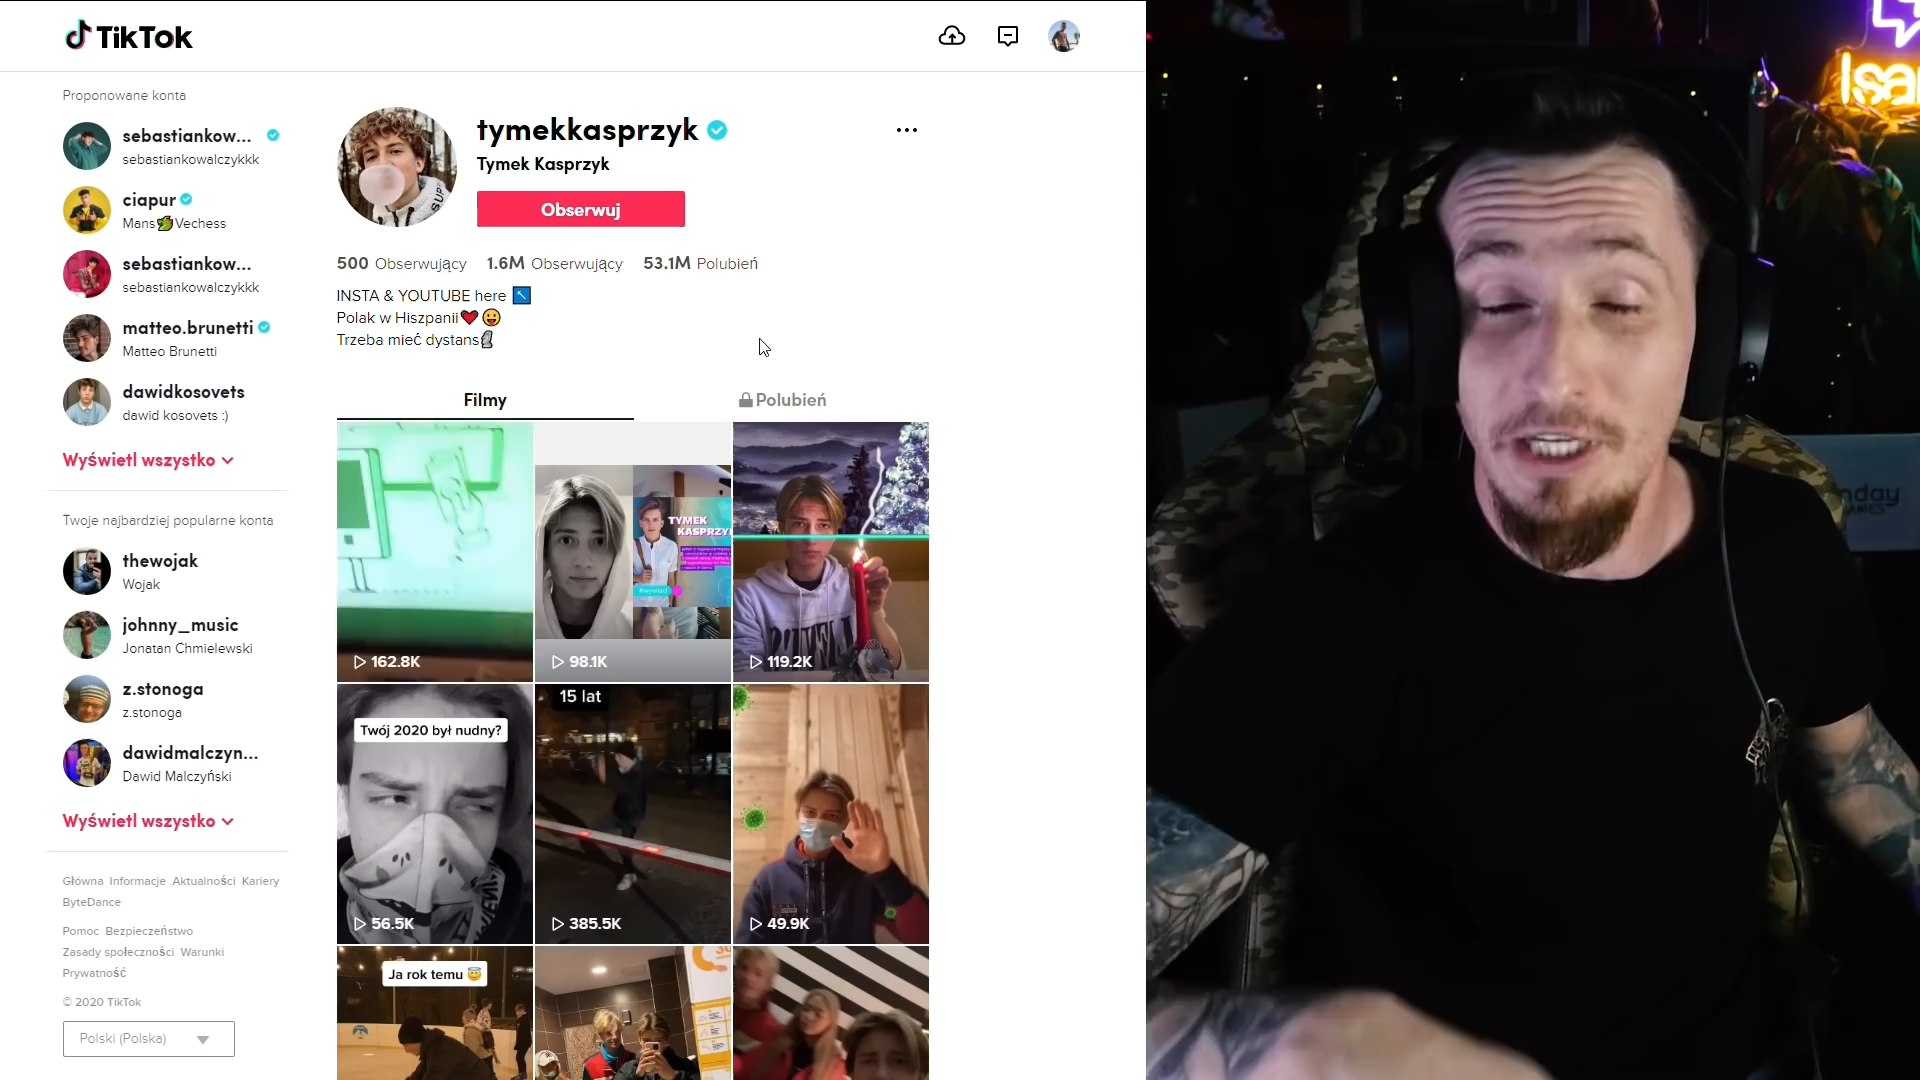 TikTok
Proponowane konta
sebastiankow...
sebastiankowalczykkk
ciapur
Mans🐲Vechess
sebastiankow...
sebastiankowalczykkk
matteo.brunetti
Matteo Brunetti
dawidkosovets
dawid kosovets :)
Wyświetl wszystko
Twoje najbardziej popularne konta
thewojak
Wojak
johnny_music
Jonatan Chmielewski
z.stonoga
z.stonoga
dawidmalczyn...
Dawid Malczyński
Wyświetl wszystko
Główna Informacje Aktualności Kariery
ByteDance
Pomoc Bezpieczeństwo
Zasady społeczności Warunki
Prywatność
© 2020 TikTok
Polski (Polska)
tymekkasprzyk
Tymek Kasprzyk
Obserwuj
500 Obserwujący 1.6M Obserwujący 53.1M Polubień
INSTA & YOUTUBE here ↖️
Polak w Hiszpanii❤️😛
Trzeba mieć dystans🗿
Filmy
Polubień
TYMEK
KASPRZY
162.8K
98.1K
119.2K
Twój 2020 był nudny?
15 lat
56.5K
385.5K
49.9K
Ja rok temu 😇
Isa
nday